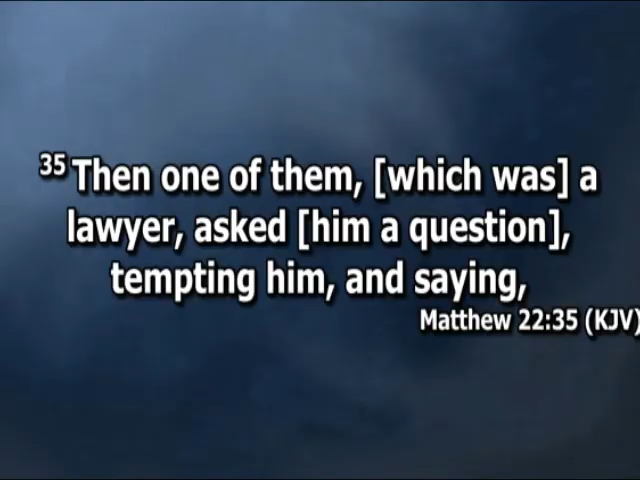 35 Then one of them, [which was] a
lawyer, asked [him a question],
tempting him, and saying,
Matthew 22:35 (KJV)